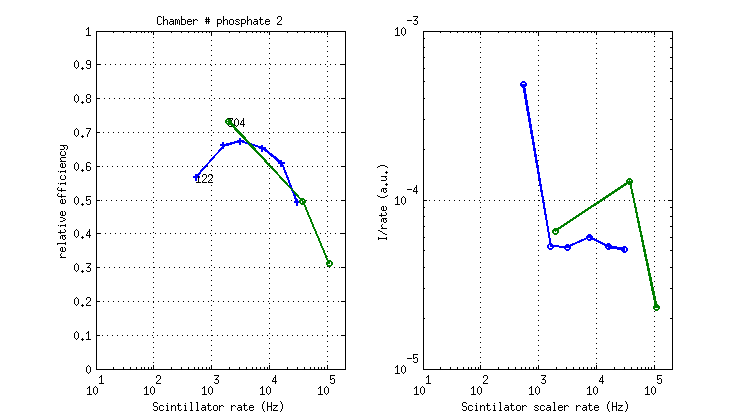 Chamber # phosphate 2
1
0.9
0.8
0.7
0.6
0.5
0.4
0.3
0.2
0.1
0
relative efficiency
122
10^1 10^2 10^3 10^4 10^5
Scintillator rate (Hz)
10^-3
10^-4
10^-5
I/rate (a.u.)
10^1 10^2 10^3 10^4 10^5
Scintilator scaler rate (Hz)